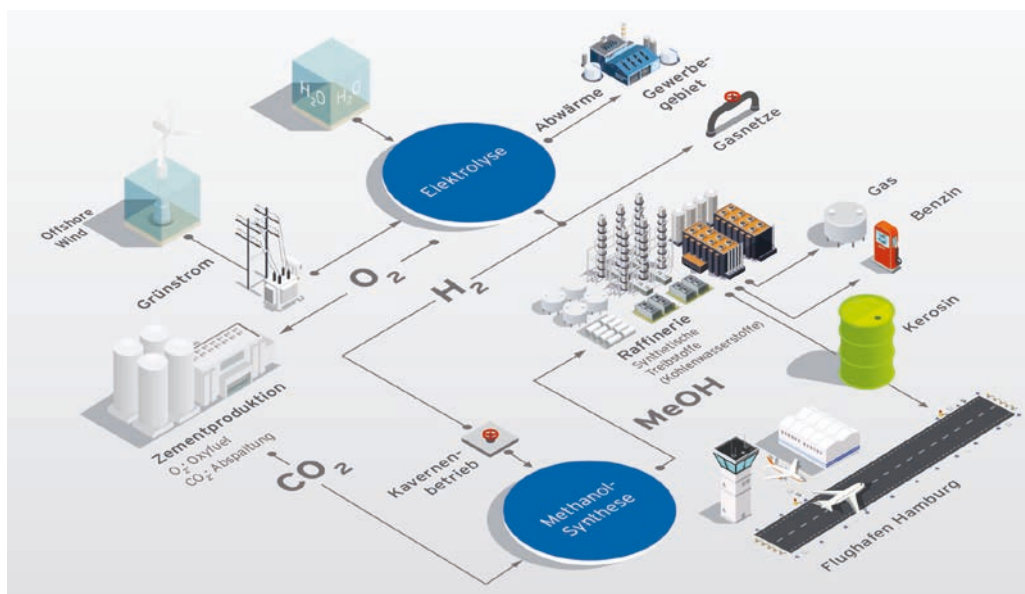 H₂O H₂O
Elektrolyse
Abwärme
Gewerbe-
gebiet
Gasnetze
Offshore
Wind
Grünstrom
O₂
H₂
Gas
Benzin
Kerosin
Raffinerie
Synthetische
Treibstoffe
(Kohlenwasserstoffe)
Zementproduktion
O₂-Oxyfuel
CO₂-Abspaltung
CO₂
Kavernen-
betrieb
MeOH
Methanol-
Synthese
Flughafen Hamburg